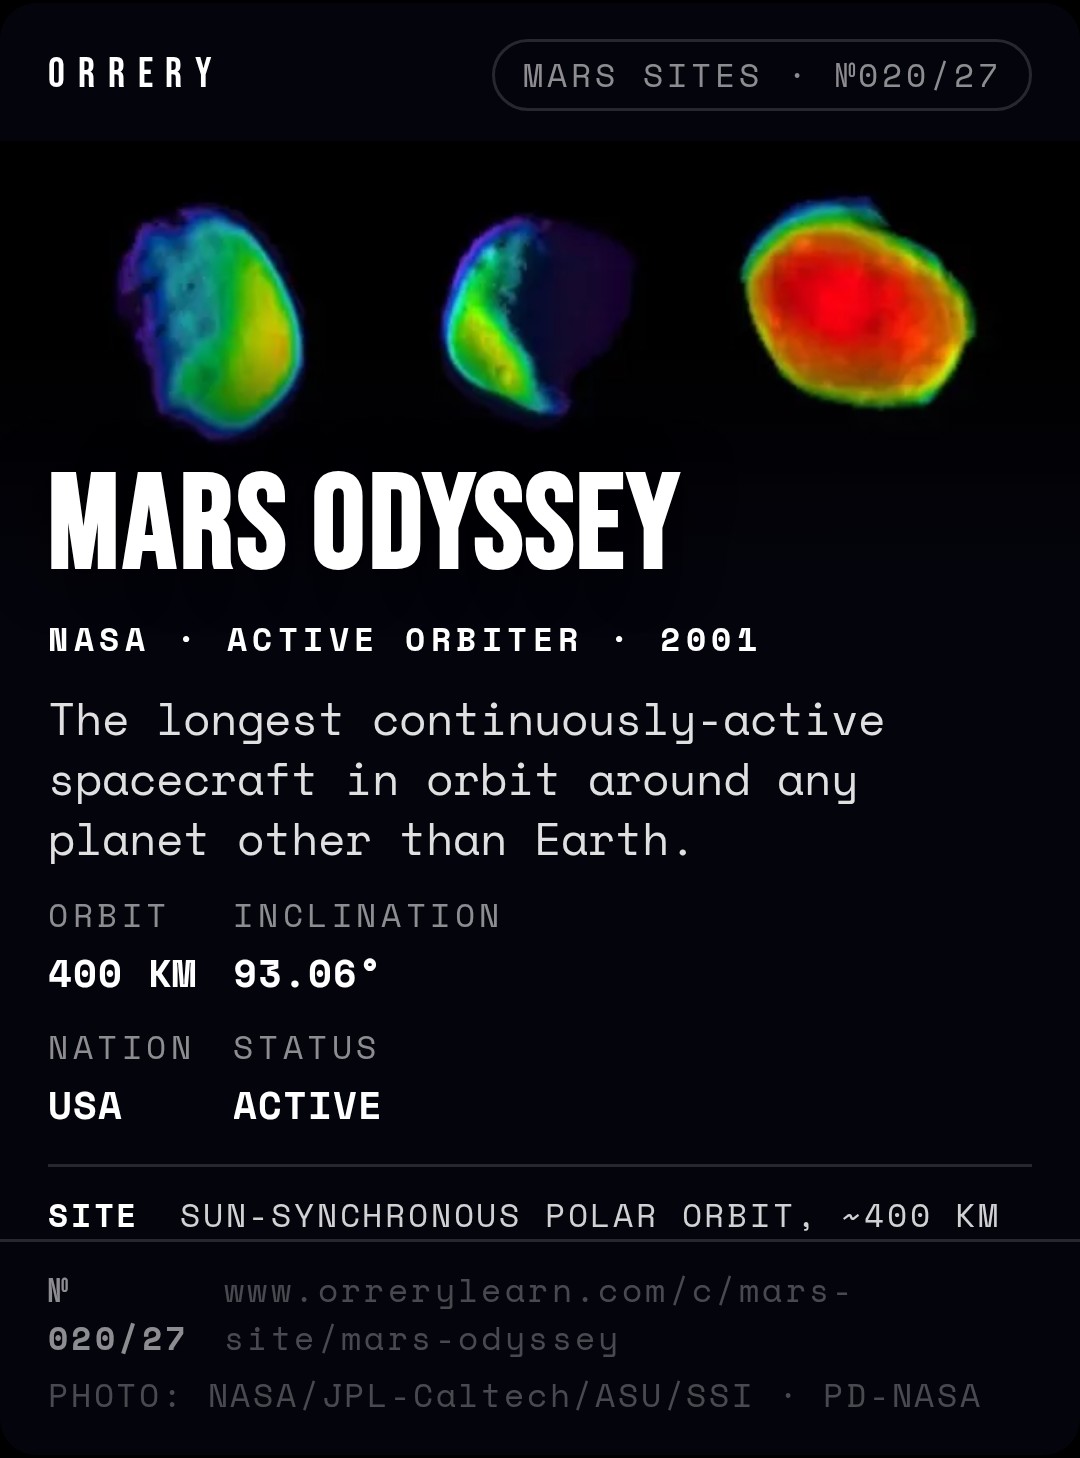 ORRERY
MARS SITES · №020/27
MARS ODYSSEY
NASA · ACTIVE ORBITER · 2001
The longest continuously-active
spacecraft in orbit around any
planet other than Earth.
ORBIT INCLINATION
400 KM 93.06°
NATION STATUS
USA ACTIVE
SITE SUN-SYNCHRONOUS POLAR ORBIT, ~400 KM
№ www.orrerylearn.com/c/mars-
020/27 site/mars-odyssey
PHOTO: NASA/JPL-Caltech/ASU/SSI · PD-NASA